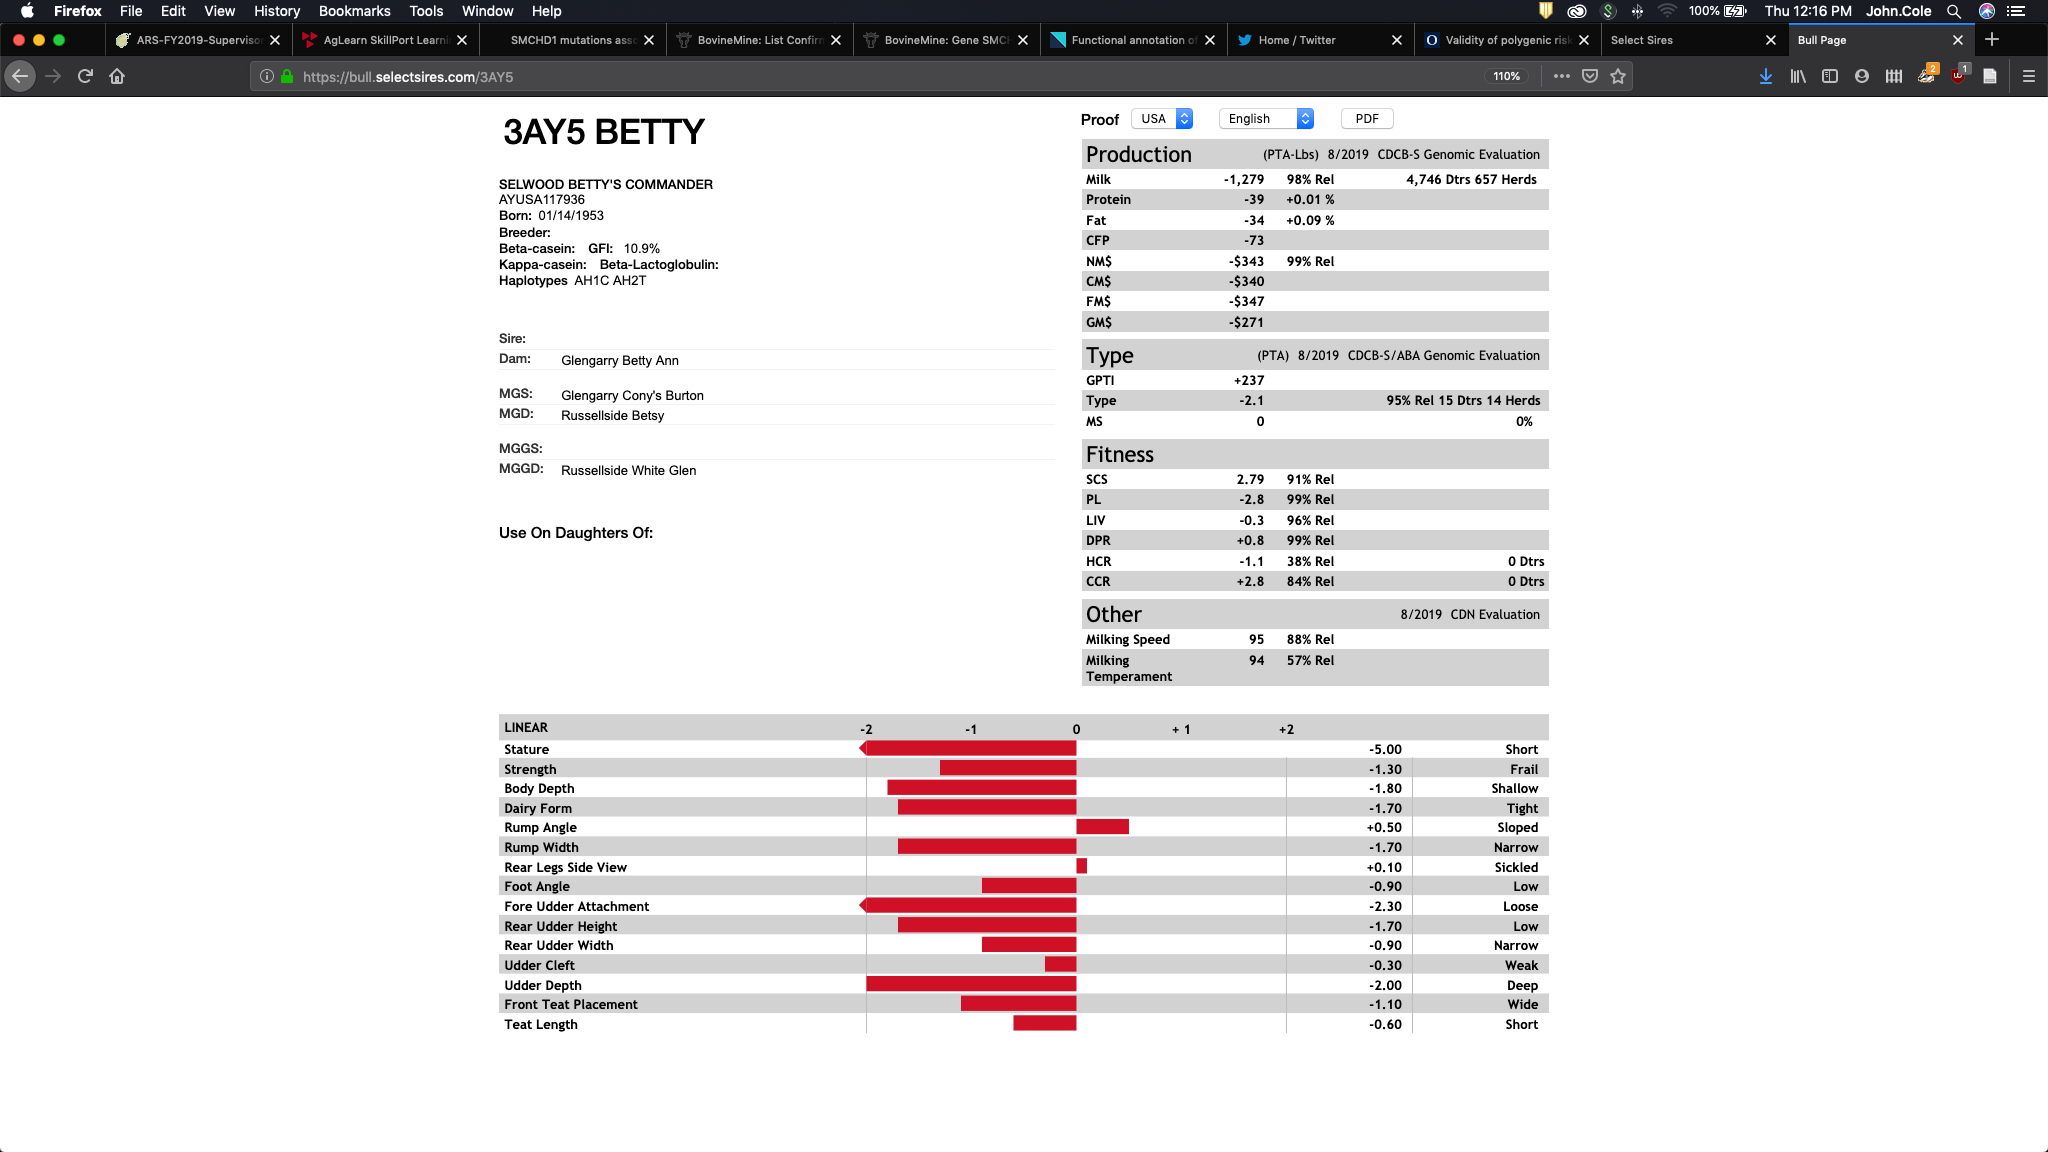 Firefox File Edit View History Bookmarks Tools Window Help 100% Thu 12:16 PM John.Cole
ARS-FY2019-Supervisor AgLearn SkillPort Learni SMCHD1 mutations asso BovineMine: List Confirm BovineMine: Gene SMCH Functional annotation of Home / Twitter Validity of polygenic risk Select Sires Bull Page
https://bull.selectsires.com/3AY5 110% 2 1
3AY5 BETTY
SELWOOD BETTY'S COMMANDER
AYUSA117936
Born: 01/14/1953
Breeder:
Beta-casein: GFI: 10.9%
Kappa-casein: Beta-Lactoglobulin:
Haplotypes AH1C AH2T
Sire:
Dam: Glengarry Betty Ann
MGS: Glengarry Cony's Burton
MGD: Russellside Betsy
MGGS:
MGGD: Russellside White Glen
Use On Daughters Of:
Proof USA English PDF
Production (PTA-Lbs) 8/2019 CDCB-S Genomic Evaluation
Milk -1,279 98% Rel 4,746 Dtrs 657 Herds
Protein -39 +0.01 %
Fat -34 +0.09 %
CFP -73
NM$ -$343 99% Rel
CM$ -$340
FM$ -$347
GM$ -$271
Type (PTA) 8/2019 CDCB-S/ABA Genomic Evaluation
GPTI +237
Type -2.1 95% Rel 15 Dtrs 14 Herds
MS 0 0%
Fitness
SCS 2.79 91% Rel
PL -2.8 99% Rel
LIV -0.3 96% Rel
DPR +0.8 99% Rel
HCR -1.1 38% Rel 0 Dtrs
CCR +2.8 84% Rel 0 Dtrs
Other 8/2019 CDN Evaluation
Milking Speed 95 88% Rel
Milking 94 57% Rel
Temperament
LINEAR -2 -1 0 + 1 +2
Stature -5.00 Short
Strength -1.30 Frail
Body Depth -1.80 Shallow
Dairy Form -1.70 Tight
Rump Angle +0.50 Sloped
Rump Width -1.70 Narrow
Rear Legs Side View +0.10 Sickled
Foot Angle -0.90 Low
Fore Udder Attachment -2.30 Loose
Rear Udder Height -1.70 Low
Rear Udder Width -0.90 Narrow
Udder Cleft -0.30 Weak
Udder Depth -2.00 Deep
Front Teat Placement -1.10 Wide
Teat Length -0.60 Short